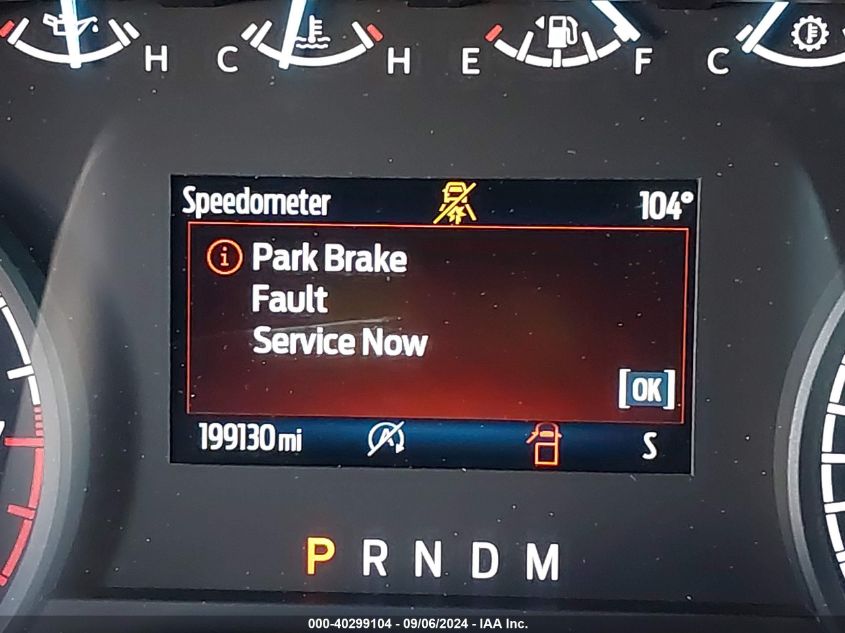 H C H E F C
Speedometer 104°
i Park Brake
Fault
Service Now
[OK]
199130 mi A S
P R N D M
000-40299104 - 09/06/2024 - IAA Inc.